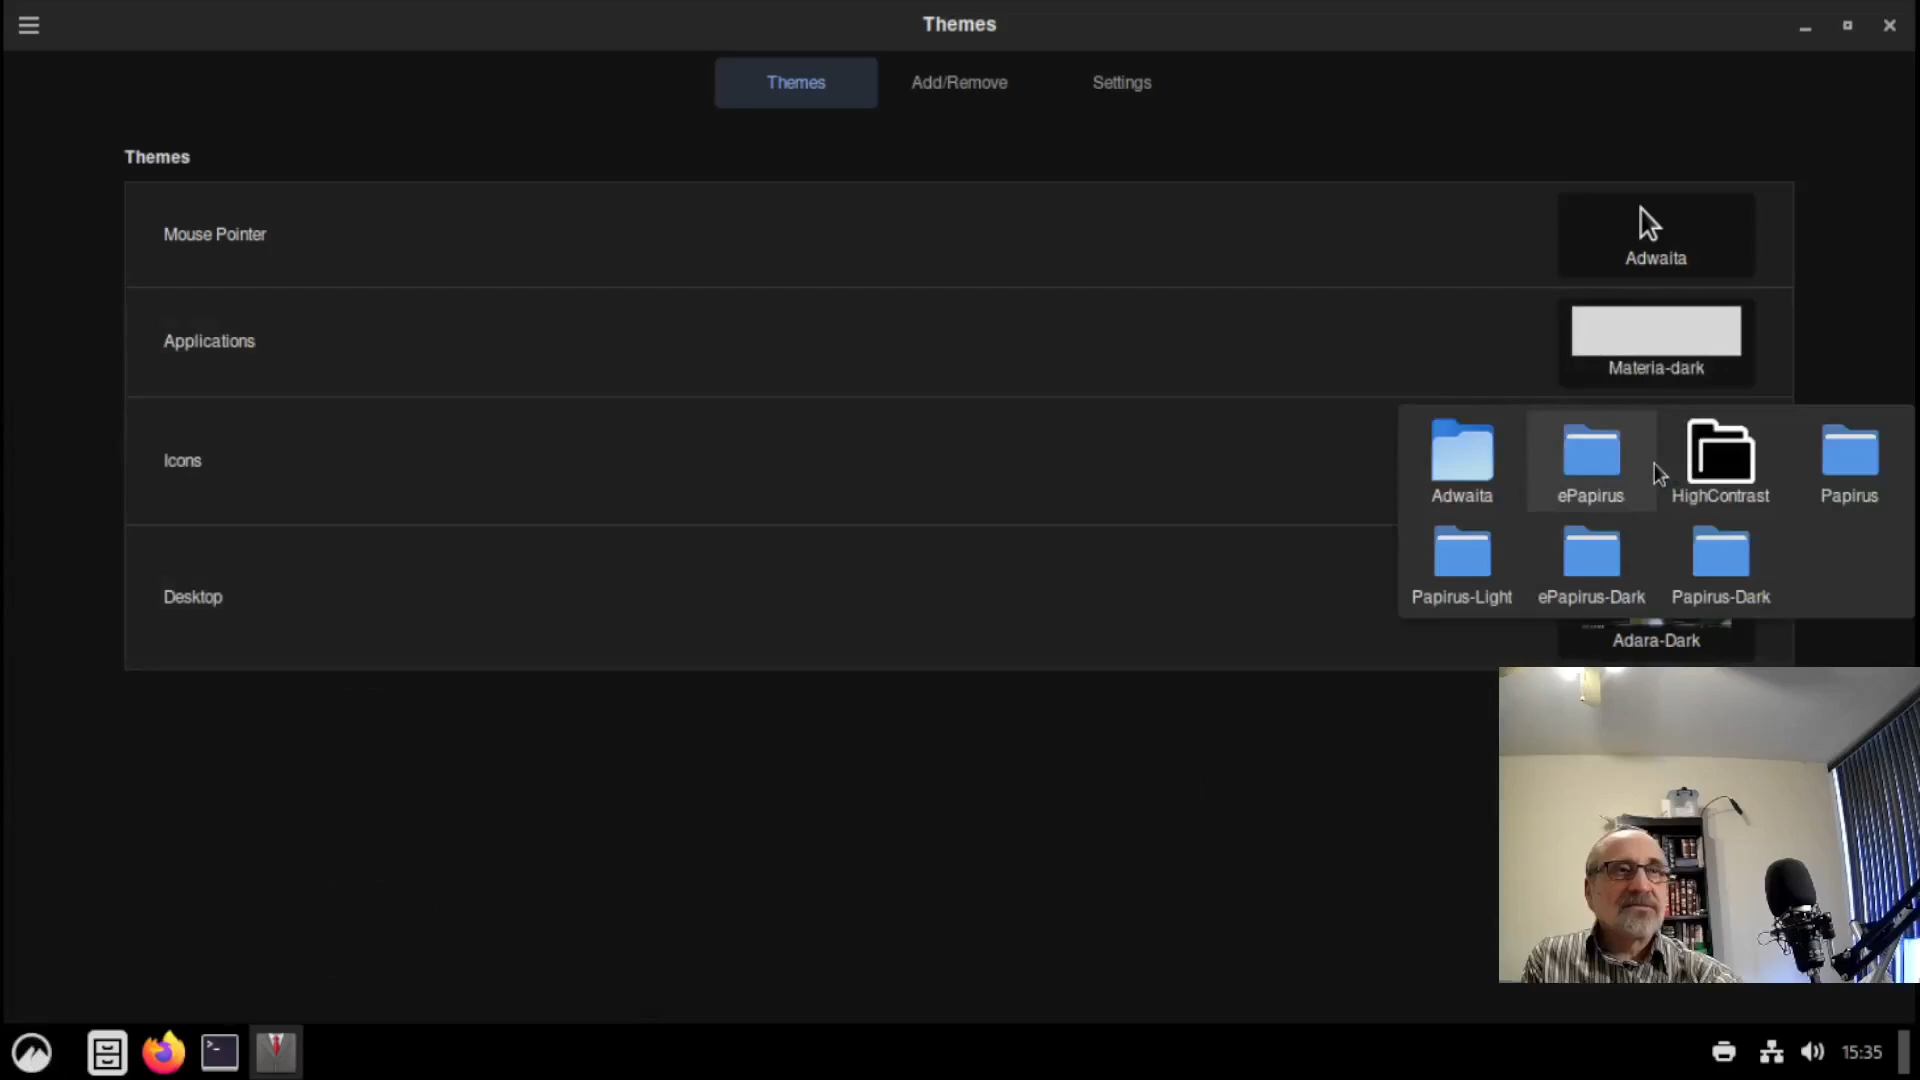 Themes
Themes Add/Remove Settings
Themes
Mouse Pointer
Adwaita
Applications
Materia-dark
Icons
Adwaita ePapirus HighContrast Papirus
Papirus-Light ePapirus-Dark Papirus-Dark
Desktop
Adara-Dark
15:35